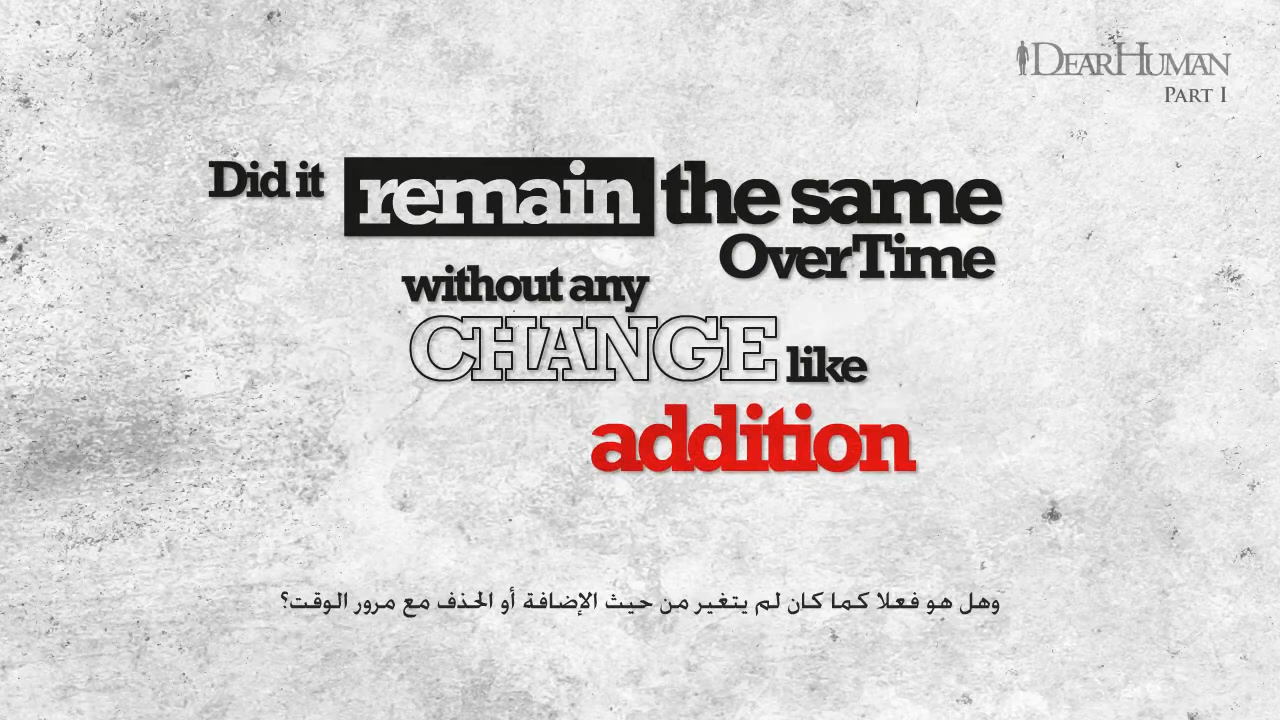 DEARHUMAN
PART I
Did it remain the same
OverTime
without any
CHANGE like
addition
وهل هو فعلا كما كان لم يتغير من حيث الإضافة أو الحذف مع مرور الوقت؟